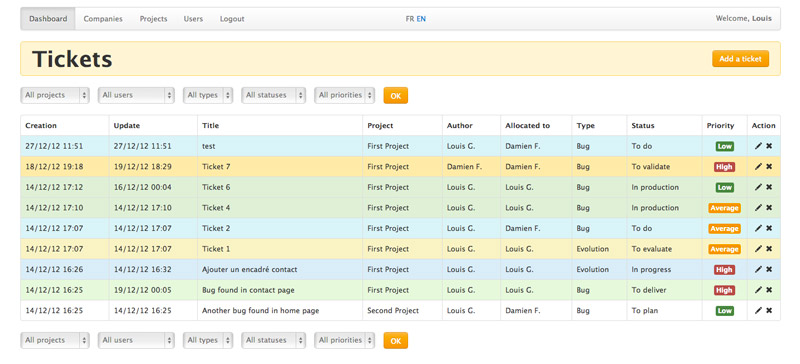 Dashboard Companies Projects Users Logout FR EN Welcome, Louis
Tickets Add a ticket
All projects All users All types All statuses All priorities OK
Creation Update Title Project Author Allocated to Type Status Priority Action
27/12/12 11:51 27/12/12 11:51 test First Project Louis G. Damien F. Bug To do Low
18/12/12 19:18 19/12/12 18:29 Ticket 7 First Project Damien F. Damien F. Bug To validate High
14/12/12 17:12 16/12/12 00:04 Ticket 6 First Project Louis G. Louis G. Bug In production Low
14/12/12 17:10 14/12/12 17:10 Ticket 4 First Project Louis G. Louis G. Bug In production Average
14/12/12 17:07 14/12/12 17:07 Ticket 2 First Project Louis G. Damien F. Bug To do Average
14/12/12 17:07 14/12/12 17:07 Ticket 1 First Project Louis G. Louis G. Evolution To evaluate Average
14/12/12 16:26 14/12/12 16:32 Ajouter un encadré contact First Project Louis G. Louis G. Evolution In progress High
14/12/12 16:25 19/12/12 00:05 Bug found in contact page First Project Louis G. Louis G. Bug To deliver High
14/12/12 16:25 14/12/12 16:25 Another bug found in home page Second Project Louis G. Damien F. Bug To plan Low
All projects All users All types All statuses All priorities OK